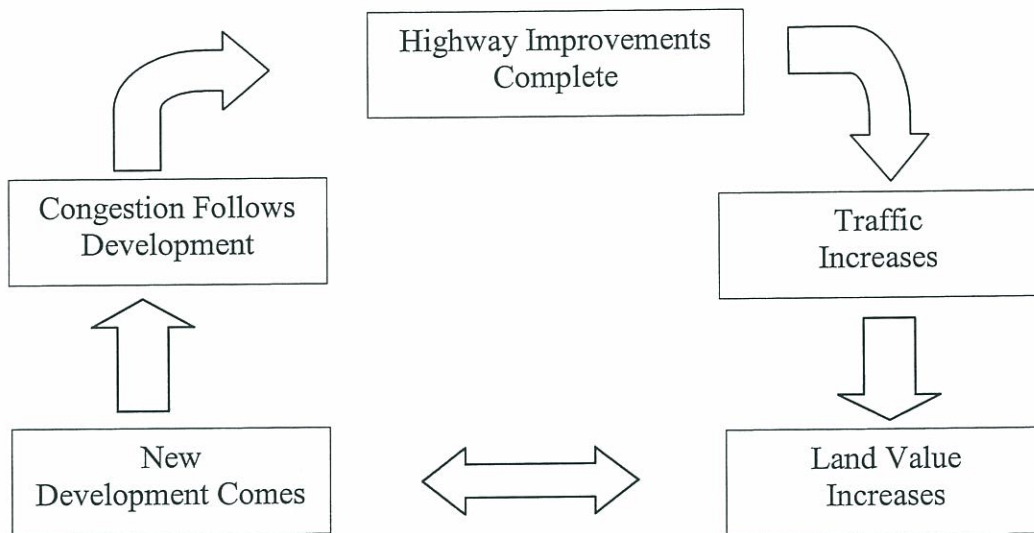 Highway Improvements
Complete
Traffic
Increases
Land Value
Increases
New
Development Comes
Congestion Follows
Development